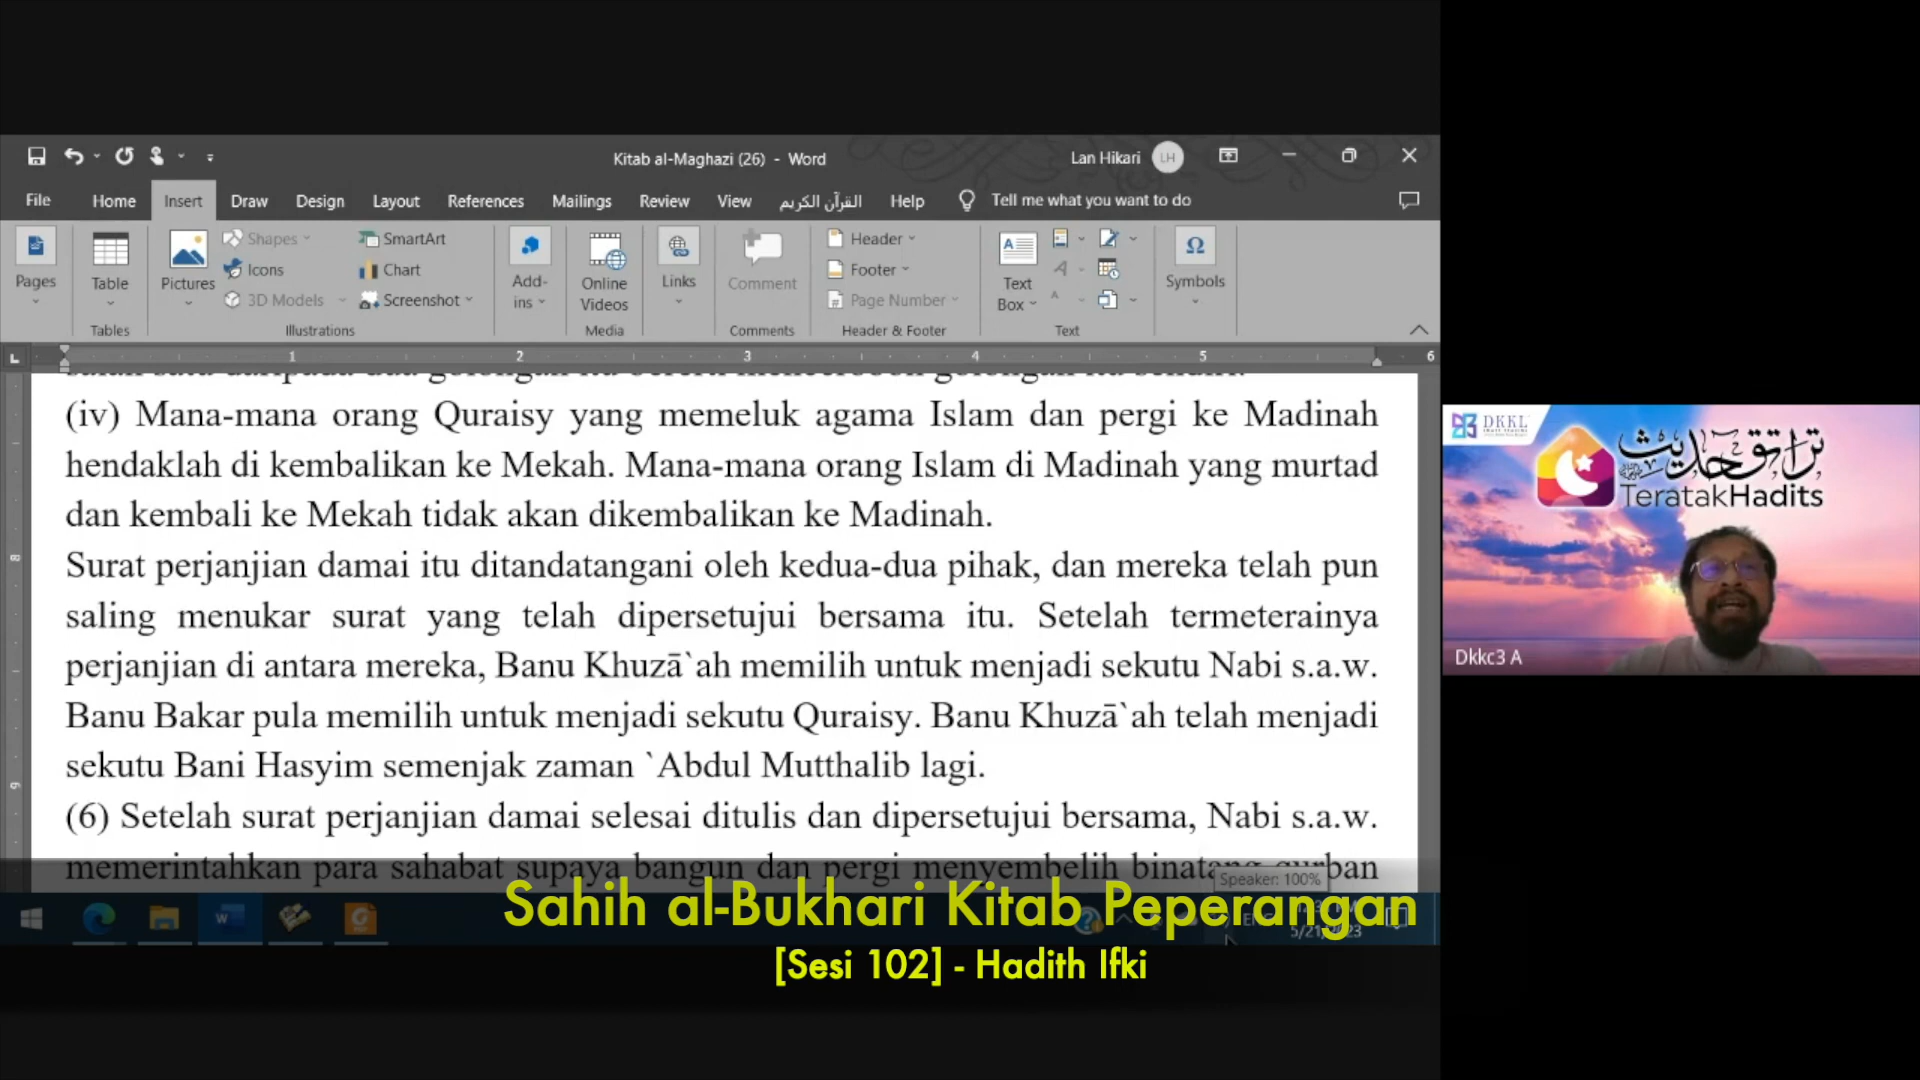 Kitab al-Maghazi (26) - Word
Lan Hikari
LH
File
Home
Insert
Draw
Design
Layout
References
Mailings
Review
View
القرآن الكريم
Help
Tell me what you want to do
Pages
Table
Tables
Pictures
Shapes
Icons
3D Models
SmartArt
Chart
Screenshot
Illustrations
Add-
ins
Online
Videos
Media
Links
Comment
Comments
Header
Footer
Page Number
Header & Footer
Text
Box
Text
Symbols
1 2 3 4 5 6
(iv) Mana-mana orang Quraisy yang memeluk agama Islam dan pergi ke Madinah
hendaklah di kembalikan ke Mekah. Mana-mana orang Islam di Madinah yang murtad
dan kembali ke Mekah tidak akan dikembalikan ke Madinah.
Surat perjanjian damai itu ditandatangani oleh kedua-dua pihak, dan mereka telah pun
saling menukar surat yang telah dipersetujui bersama itu. Setelah termeterainya
perjanjian di antara mereka, Banu Khuzā`ah memilih untuk menjadi sekutu Nabi s.a.w.
Banu Bakar pula memilih untuk menjadi sekutu Quraisy. Banu Khuzā`ah telah menjadi
sekutu Bani Hasyim semenjak zaman `Abdul Mutthalib lagi.
(6) Setelah surat perjanjian damai selesai ditulis dan dipersetujui bersama, Nabi s.a.w.
memerintahkan para sahabat supaya bangun dan pergi menyembelih binatang qurban
Speaker: 100%
Sahih al-Bukhari Kitab Peperangan
[Sesi 102] - Hadith Ifki
DKKL
TeratakHadits
Dkkc3 A